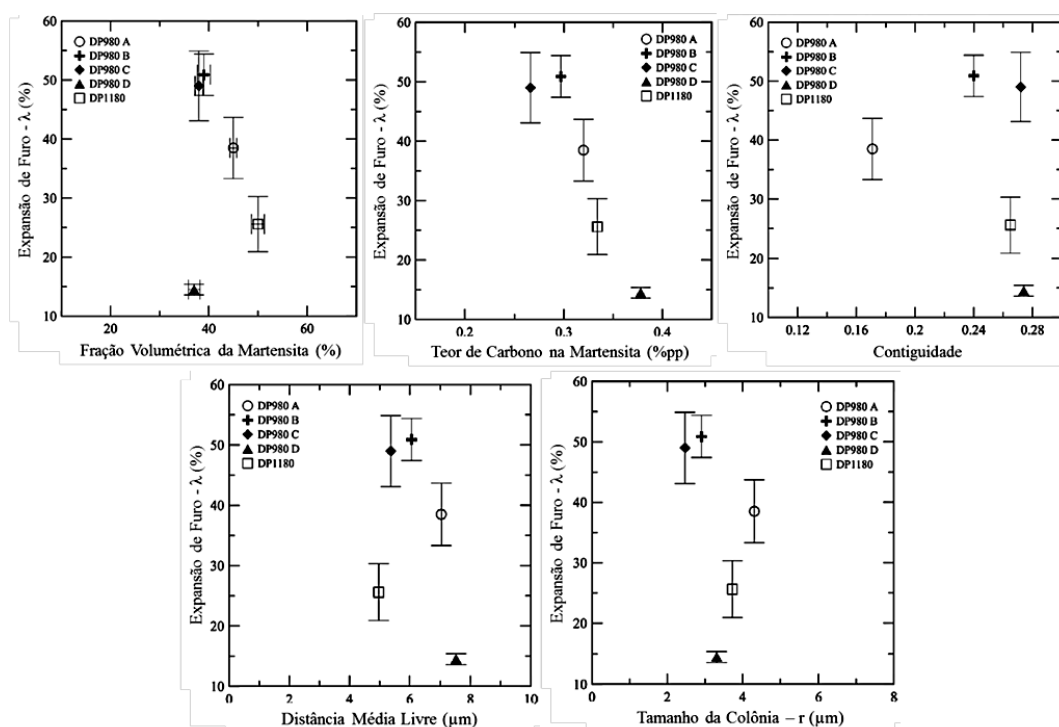 60
50
40
30
20
10
Expansão de Furo - λ (%)
DP980 A
DP980 B
DP980 C
DP980 D
DP1180
20
40
60
Fração Volumétrica da Martensita (%)
60
50
40
30
20
10
Expansão de Furo - λ (%)
DP980 A
DP980 B
DP980 C
DP980 D
DP1180
0.2
0.3
0.4
Teor de Carbono na Martensita (%pp)
60
50
40
30
20
10
Expansão de Furo - λ (%)
DP980 A
DP980 B
DP980 C
DP980 D
DP1180
0.12
0.16
0.2
0.24
0.28
Contiguidade
60
50
40
30
20
10
Expansão de Furo - λ (%)
DP980 A
DP980 B
DP980 C
DP980 D
DP1180
0
2
4
6
8
10
Distância Média Livre (µm)
60
50
40
30
20
10
Expansão de Furo - λ (%)
DP980 A
DP980 B
DP980 C
DP980 D
DP1180
0
2
4
6
8
Tamanho da Colônia – r (µm)